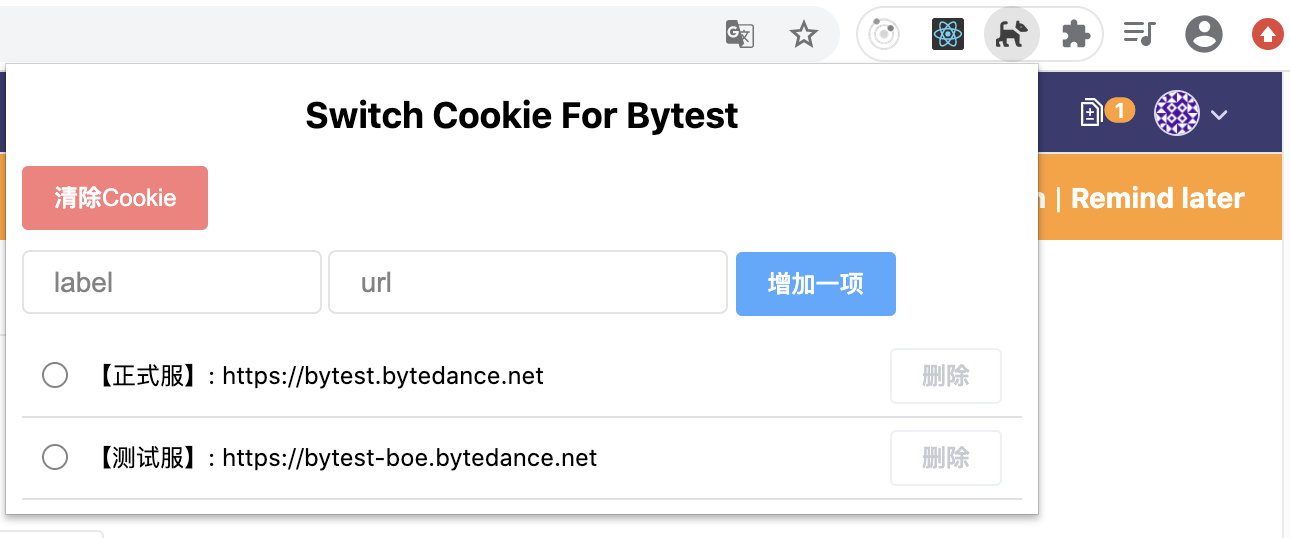 Switch Cookie For Bytest
1
清除Cookie
| Remind later
label
url
增加一项
【正式服】: https://bytest.bytedance.net
删除
【测试服】: https://bytest-boe.bytedance.net
删除